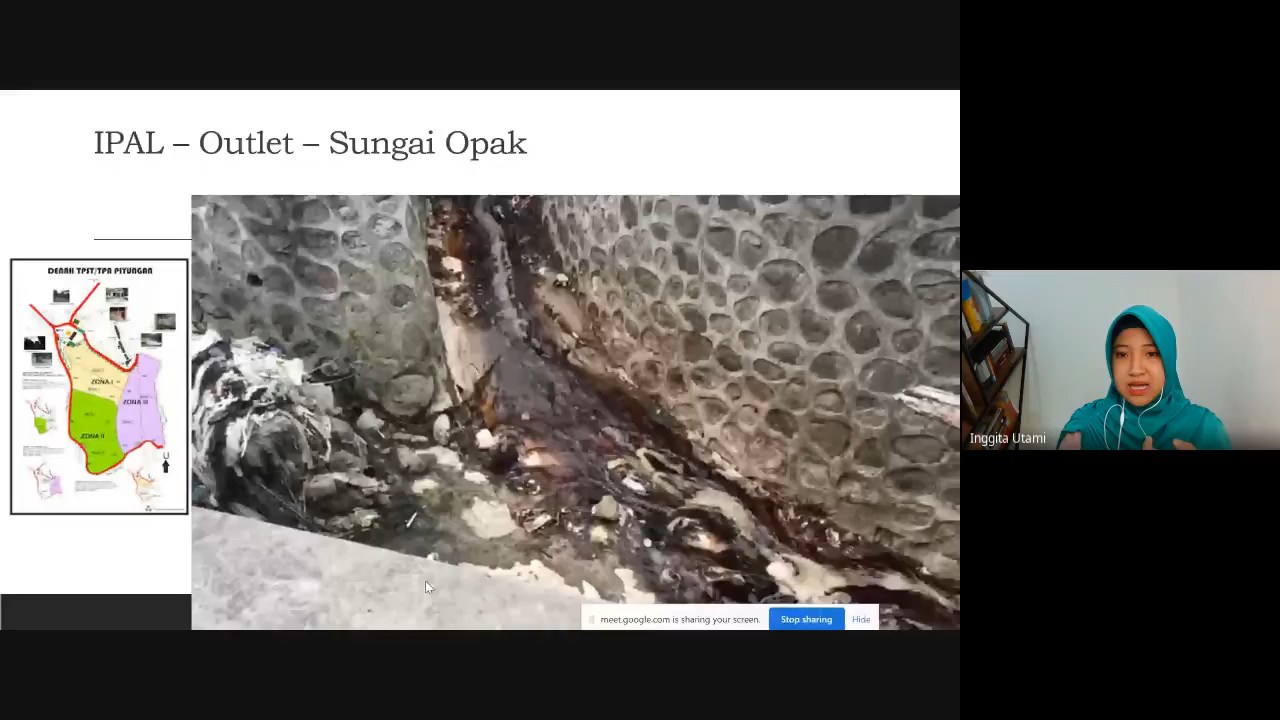 IPAL – Outlet – Sungai Opak
DENAH TPST/TPA PIYUNGAN
ZONA I
ZONA III
ZONA II
U
Inggita Utami
meet.google.com is sharing your screen.
Stop sharing
Hide